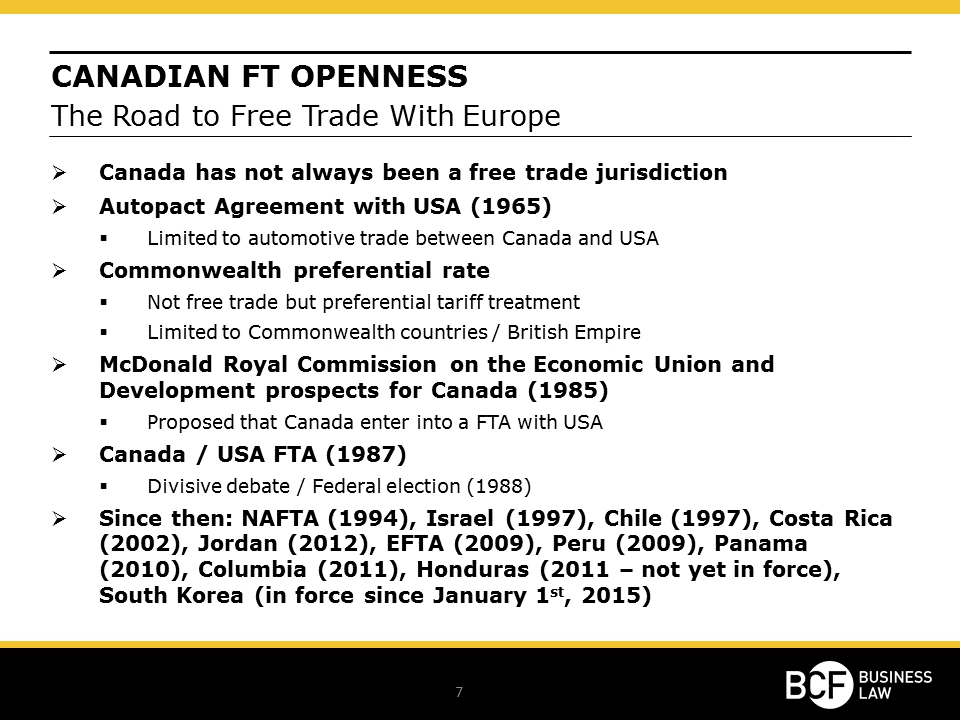 CANADIAN FT OPENNESS
The Road to Free Trade With Europe
Canada has not always been a free trade jurisdiction
Autopact Agreement with USA (1965)
Limited to automotive trade between Canada and USA
Commonwealth preferential rate
Not free trade but preferential tariff treatment
Limited to Commonwealth countries / British Empire
McDonald Royal Commission on the Economic Union and
Development prospects for Canada (1985)
Proposed that Canada enter into a FTA with USA
Canada / USA FTA (1987)
Divisive debate / Federal election (1988)
Since then: NAFTA (1994), Israel (1997), Chile (1997), Costa Rica
(2002), Jordan (2012), EFTA (2009), Peru (2009), Panama
(2010), Columbia (2011), Honduras (2011 – not yet in force),
South Korea (in force since January 1st, 2015)
7
BCF BUSINESS
LAW